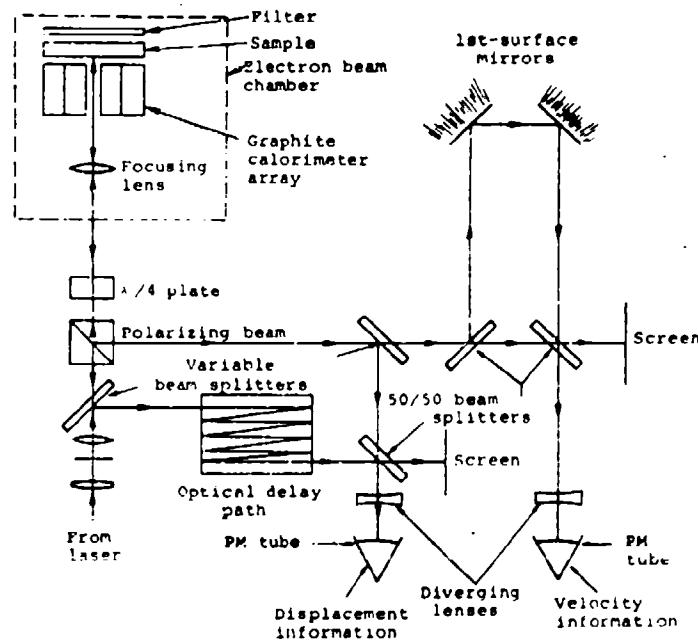 Filter
Sample
Electron beam
chamber
Graphite
calorimeter
array
Focusing
lens
1st-surface
mirrors
λ/4 plate
Polarizing beam
Variable
beam splitters
50/50 beam
splitters
Screen
Screen
Optical delay
path
From
laser
PM tube
PM
tube
Diverging
lenses
Displacement
information
Velocity
information